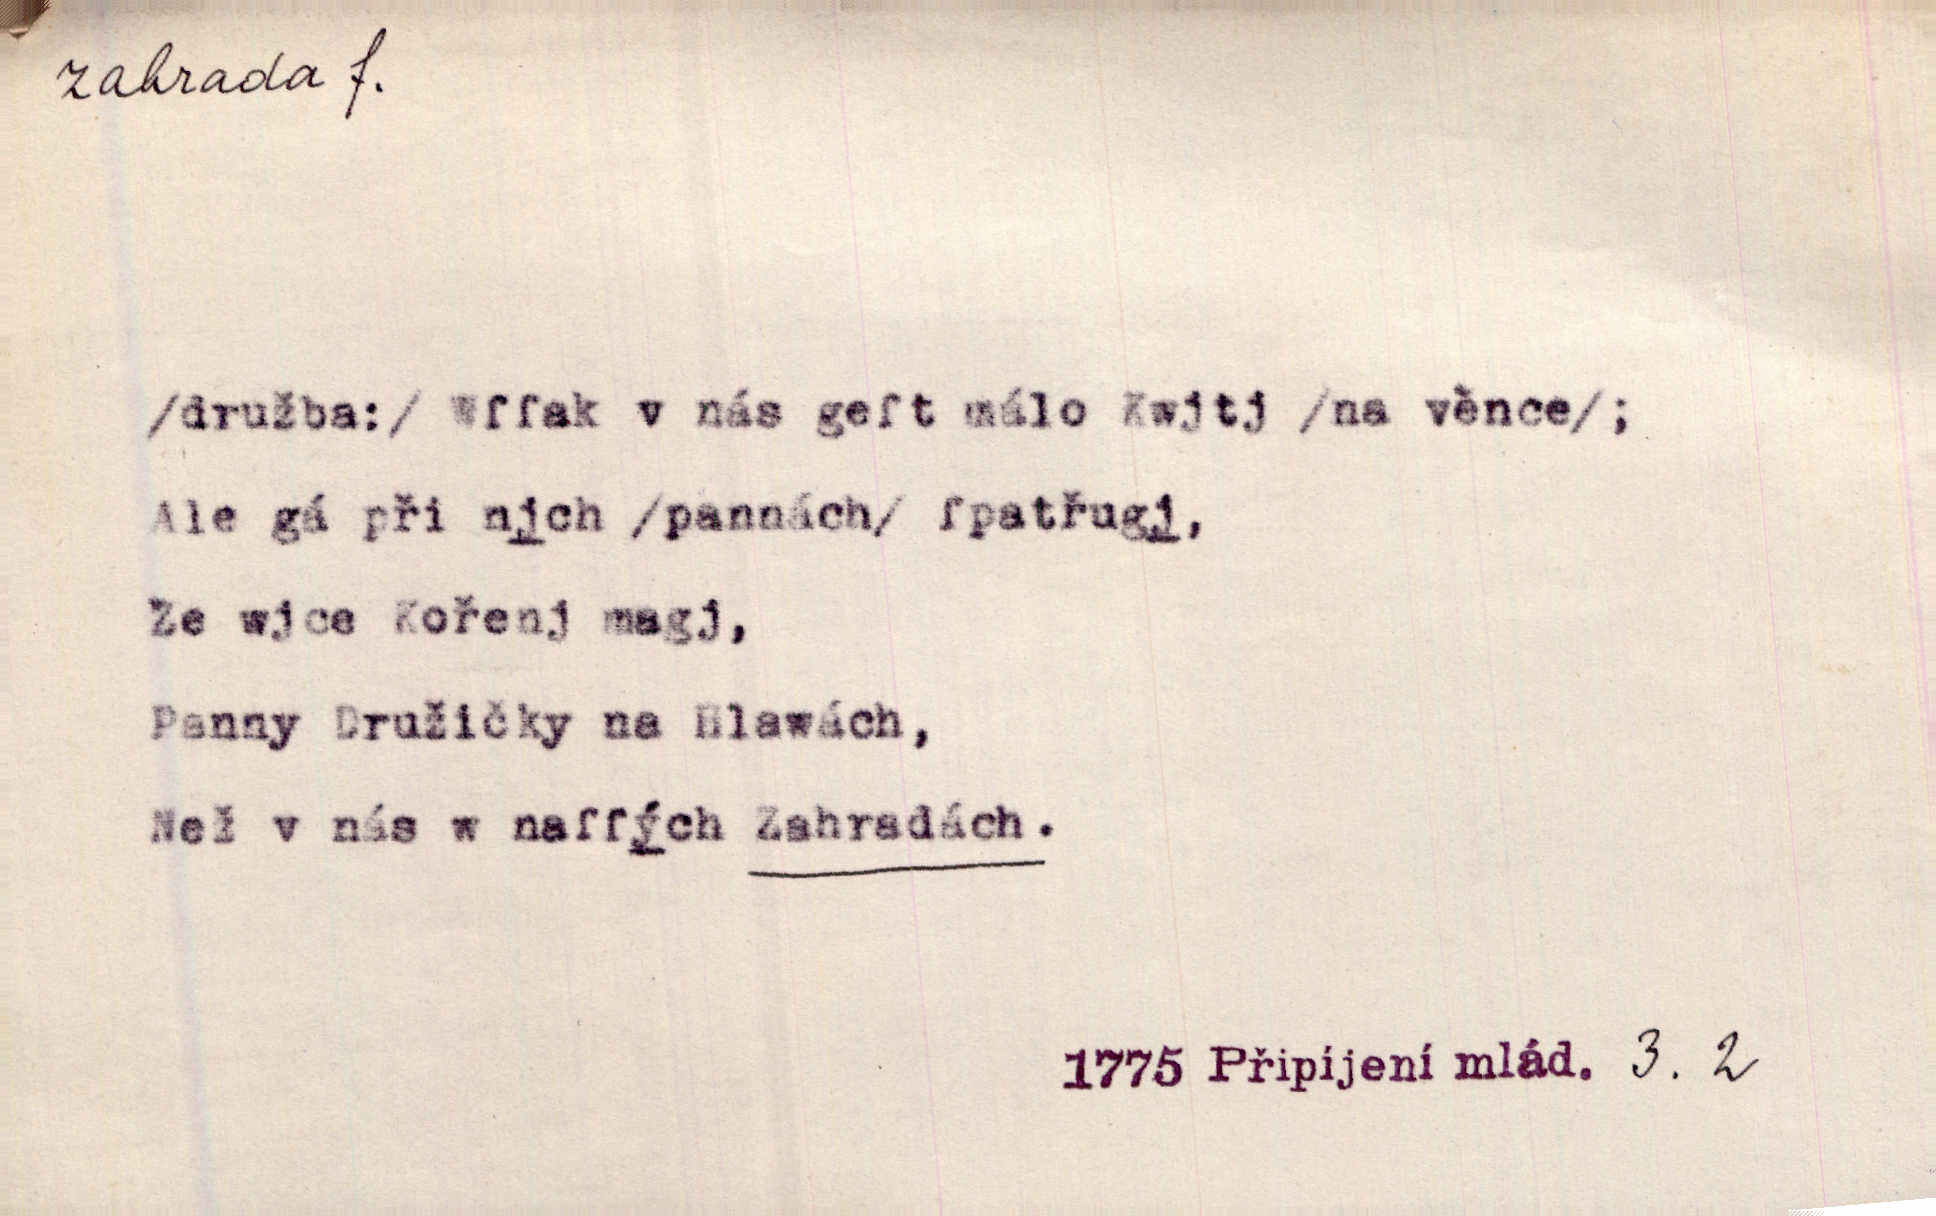 zahrada f.
/družba:/ Wſſak v nás geſt málo Kwjtj /na věnce/;
Ale gá při njch /pannách/ ſpatřugj,
Že wjce Kořenj magj,
Panny Družičky na Hlawách,
Než v nás w naſſých Zahradách.
1775 Připíjení mlád. 3. 2